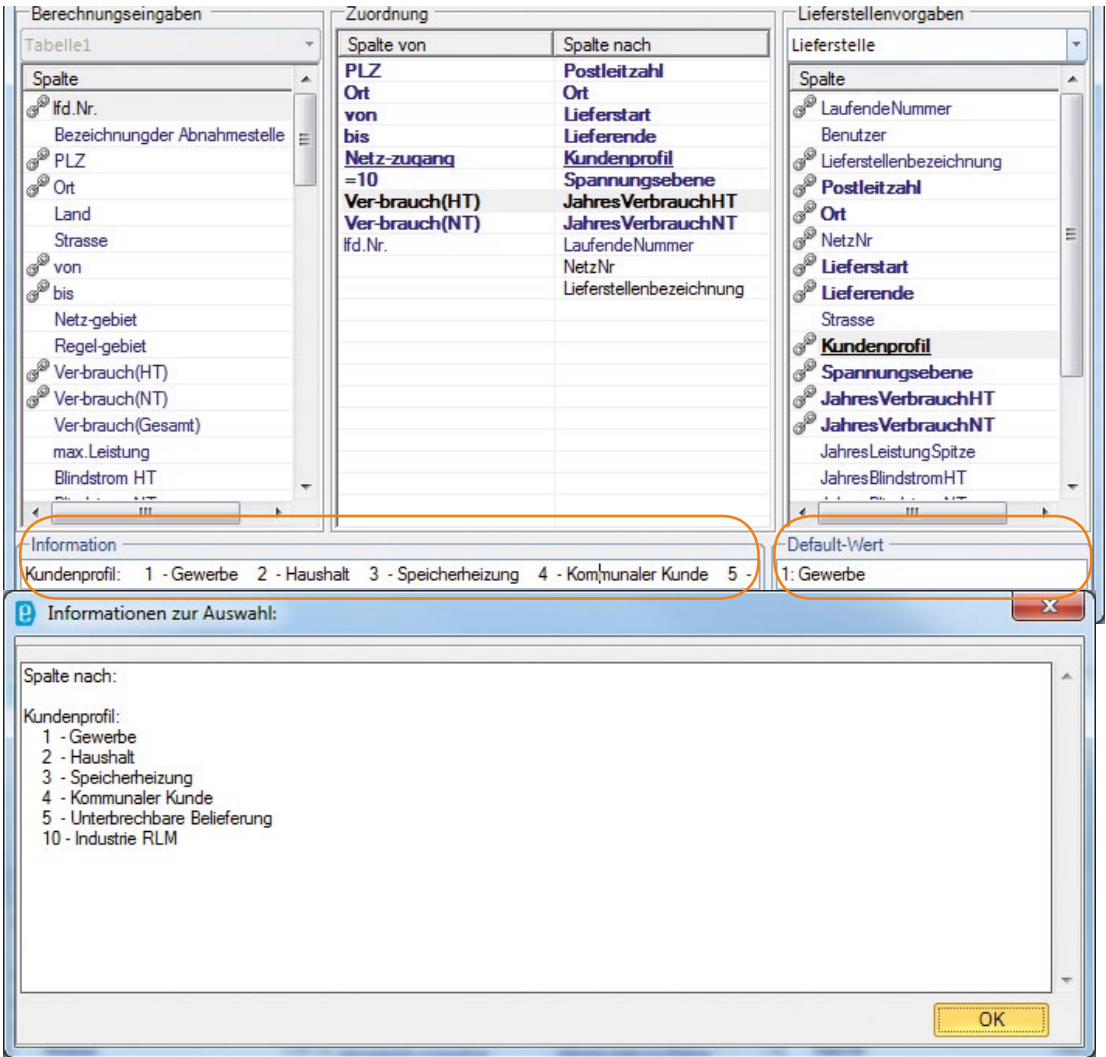 Berechnungseingaben
Tabelle1
Spalte
lfd.Nr.
Bezeichnungder Abnahmestelle
PLZ
Ort
Land
Strasse
von
bis
Netz-gebiet
Regel-gebiet
Ver-brauch(HT)
Ver-brauch(NT)
Ver-brauch(Gesamt)
max.Leistung
Blindstrom HT
Zuordnung
Spalte von Spalte nach
PLZ Postleitzahl
Ort Ort
von Lieferstart
bis Lieferende
Netz-zugang Kundenprofil
=10 Spannungsebene
Ver-brauch(HT) JahresVerbrauchHT
Ver-brauch(NT) JahresVerbrauchNT
lfd.Nr. LaufendeNummer
NetzNr
Lieferstellenbezeichnung
Lieferstellenvorgaben
Lieferstelle
Spalte
LaufendeNummer
Benutzer
Lieferstellenbezeichnung
Postleitzahl
Ort
NetzNr
Lieferstart
Lieferende
Strasse
Kundenprofil
Spannungsebene
JahresVerbrauchHT
JahresVerbrauchNT
JahresLeistungSpitze
JahresBlindstromHT
Information
Kundenprofil: 1 - Gewerbe 2 - Haushalt 3 - Speicherheizung 4 - Kommunaler Kunde 5 -
Default-Wert
1: Gewerbe
Informationen zur Auswahl:
Spalte nach:
Kundenprofil:
1 - Gewerbe
2 - Haushalt
3 - Speicherheizung
4 - Kommunaler Kunde
5 - Unterbrechbare Belieferung
10 - Industrie RLM
OK